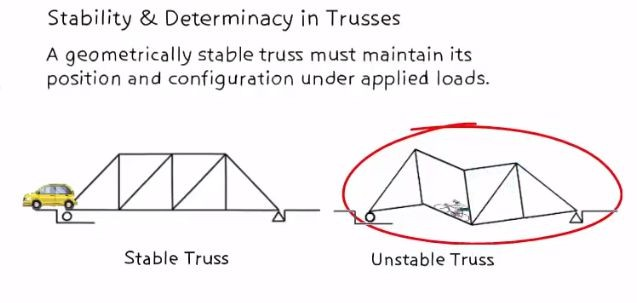 Stability & Determinacy in Trusses
A geometrically stable truss must maintain its
position and configuration under applied loads.
Stable Truss
Unstable Truss